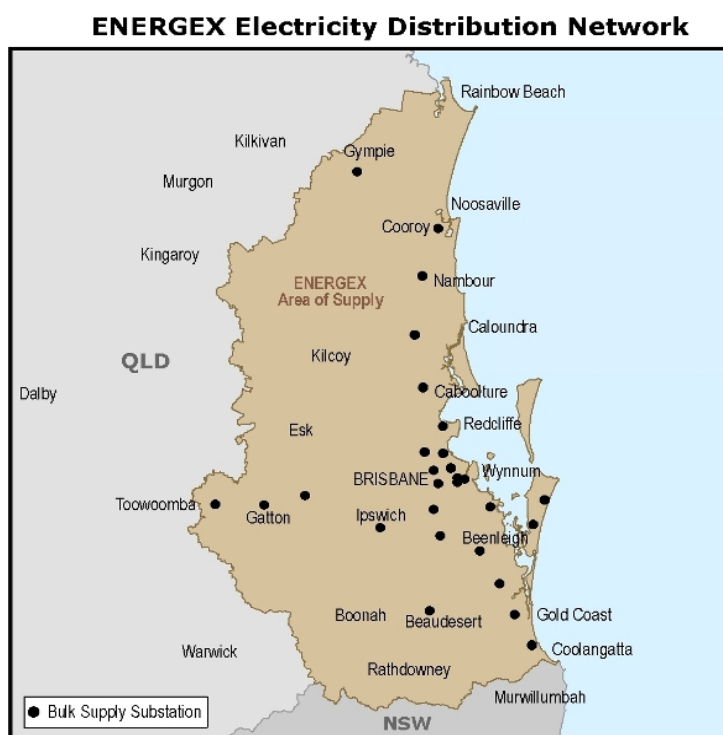 ENERGEX Electricity Distribution Network
Rainbow Beach
Kilkivan
Gympie
Murgon
Noosaville
Cooroy
Kingaroy
Nambour
ENERGEX
Area of Supply
Caloundra
Kilcoy
QLD
Dalby
Caboolture
Redcliffe
Esk
Wynnum
BRISBANE
Toowoomba
Gatton
Ipswich
Beenleigh
Boonah
Beaudesert
Gold Coast
Warwick
Coolangatta
Rathdowney
Murwillumbah
Bulk Supply Substation
NSW